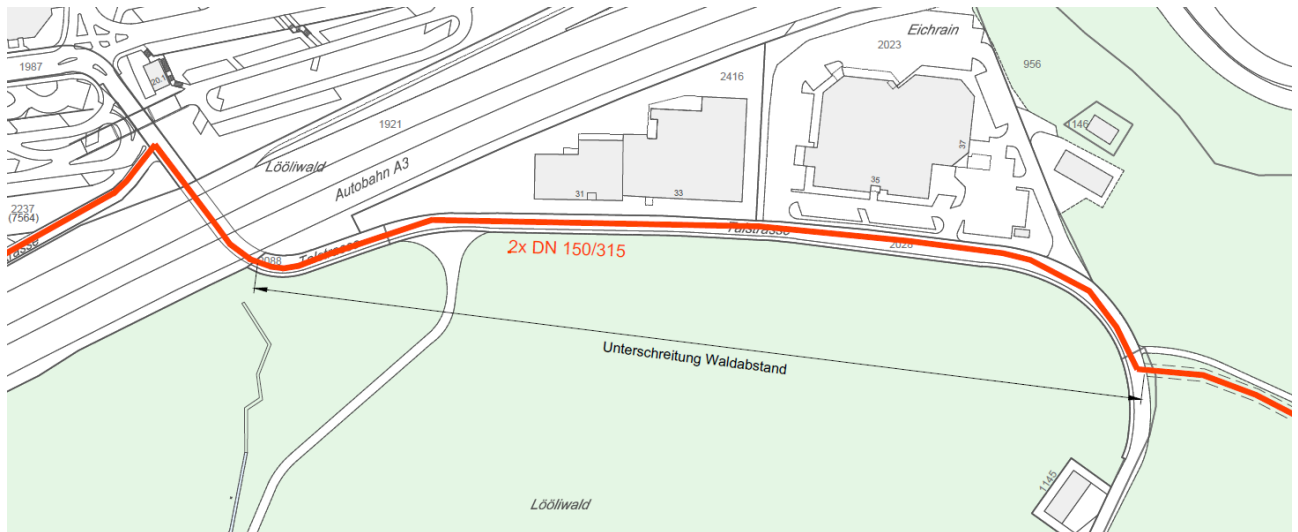 Eichrain
2023
956
1987
20.1
2416
1921
1146
Lööliwald
Autobahn A3
37
31
33
35
2237
(7564)
Talstrasse
2028
2088
2x DN 150/315
Unterschreitung Waldabstand
1145
Lööliwald